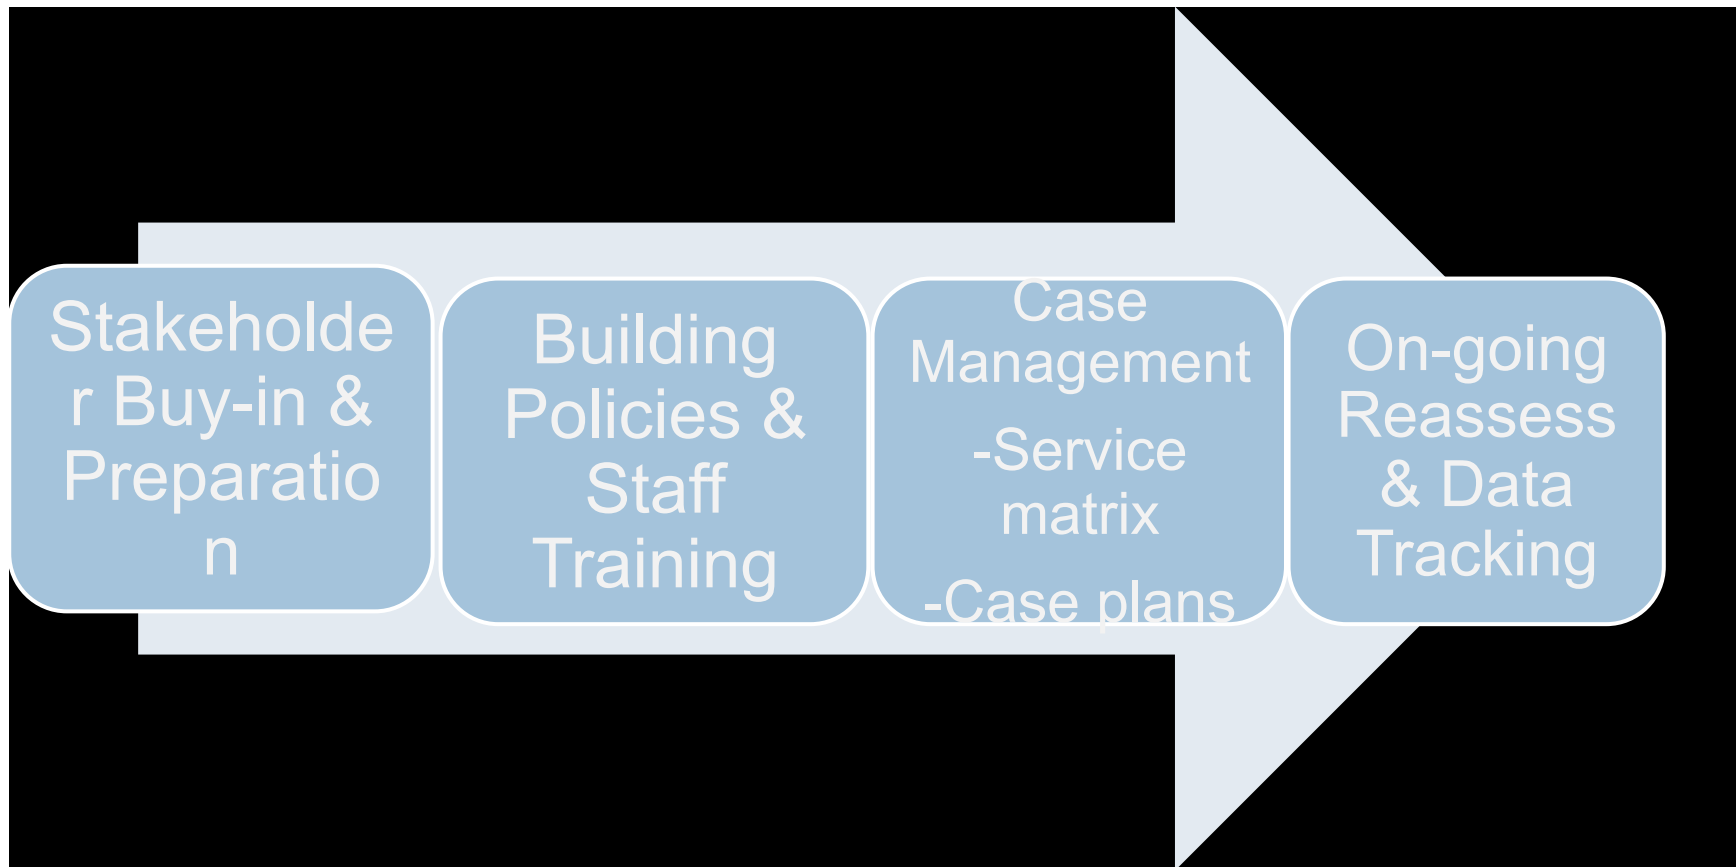 Stakeholde
r Buy-in &
Preparatio
n
Building
Policies &
Staff
Training
Case
Management
-Service
matrix
-Case plans
On-going
Reassess
& Data
Tracking